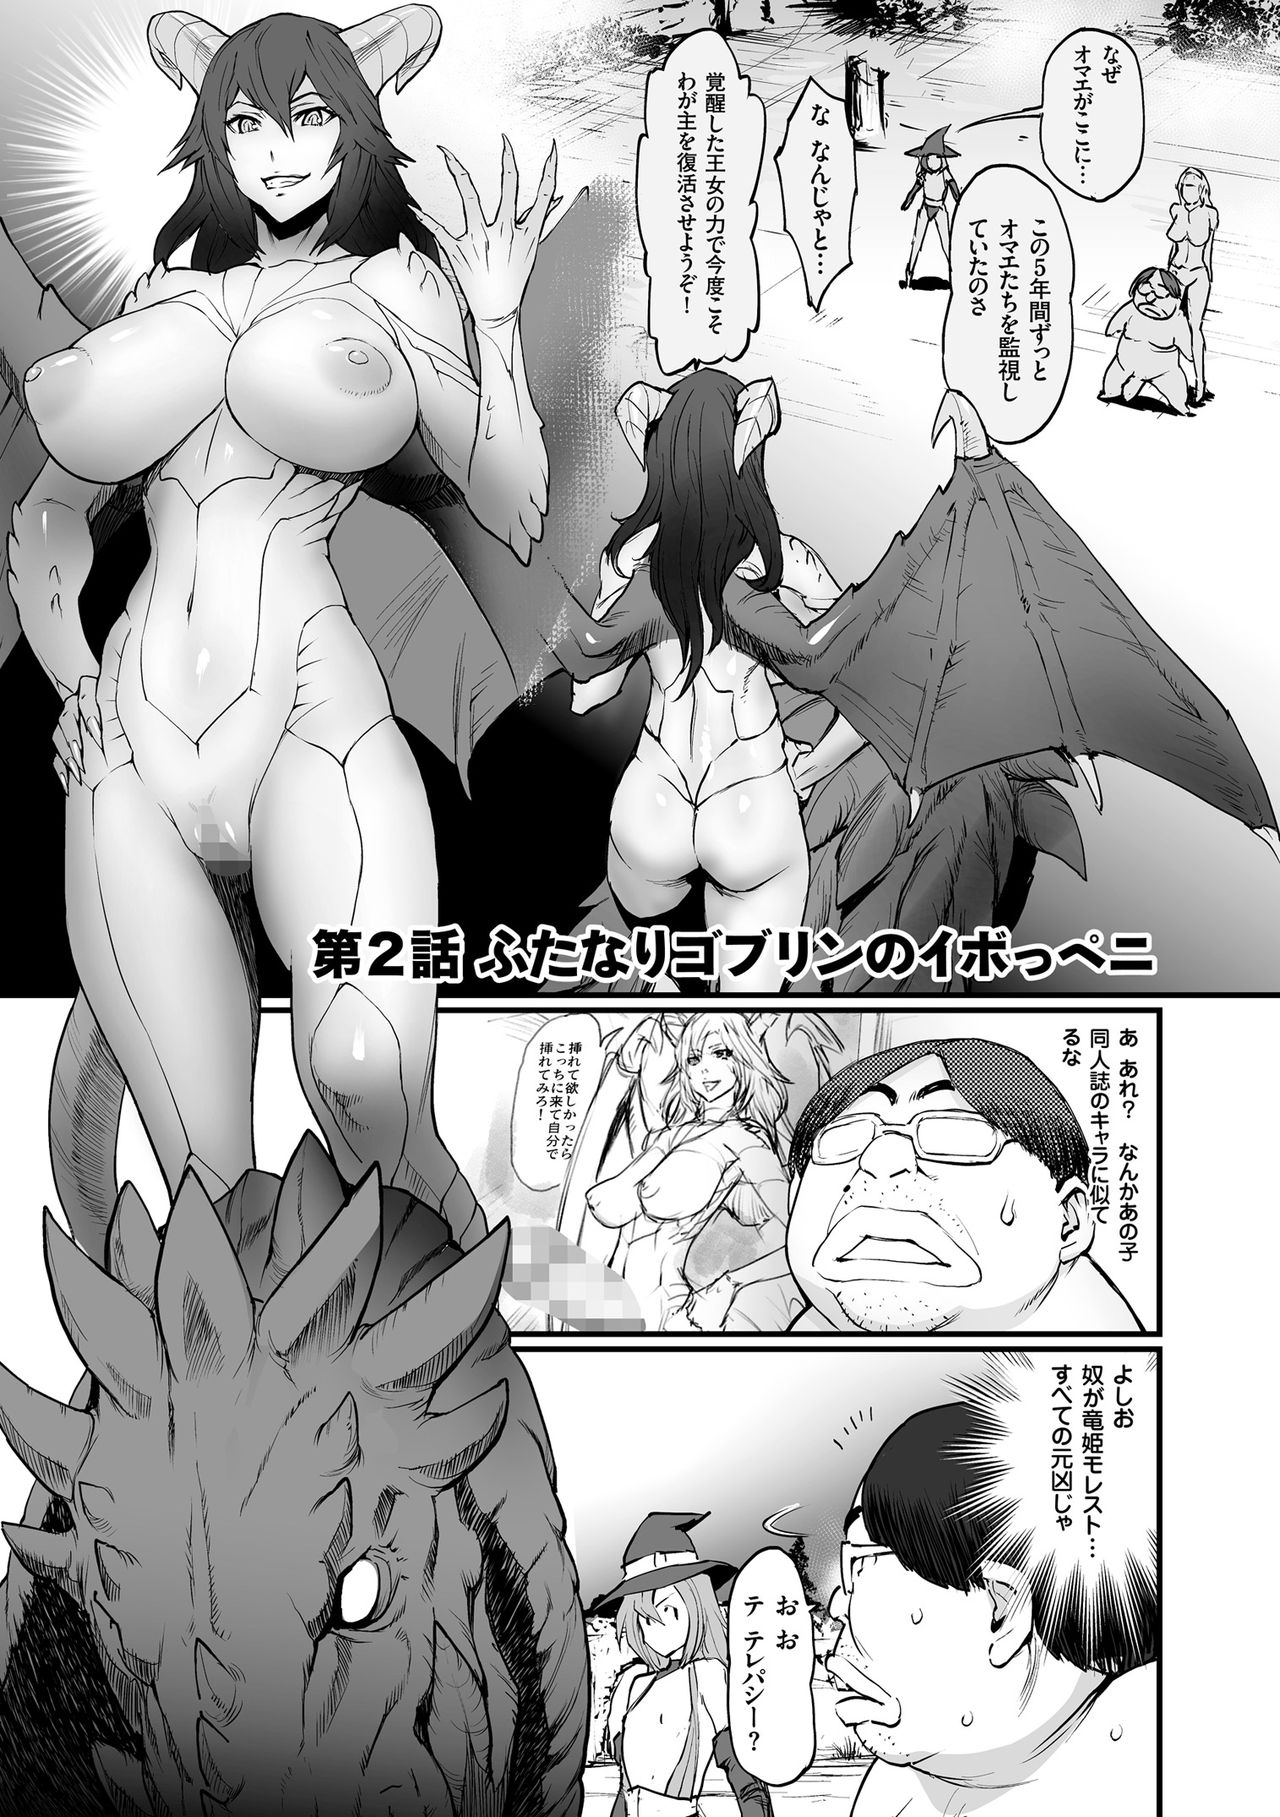 なぜ
オマエがここに…
この5年間ずっと
オマエたちを監視し
ていたのさ
な なんじゃと…
覚醒した王女の力で今度こそ
わが主を復活させようぞ！
第2話 ふたなりゴブリンのイボっペニ
あ あれ？ なんかあの子
同人誌のキャラに似て
るな
挿れて欲しかったら
こっちに来て自分で
挿れてみろ！
よしお
奴が竜姫モレスト…
すべての元凶じゃ
お お
テ テレパシー？